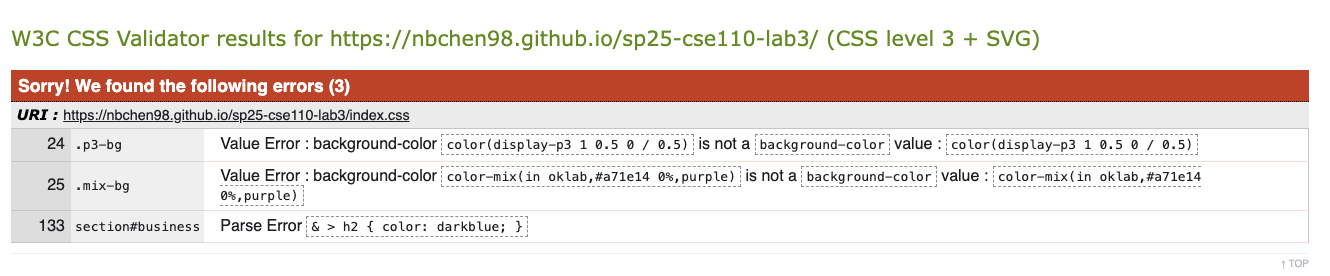 W3C CSS Validator results for https://nbchen98.github.io/sp25-cse110-lab3/ (CSS level 3 + SVG)
Sorry! We found the following errors (3)
URI : https://nbchen98.github.io/sp25-cse110-lab3/index.css
24 .p3-bg Value Error : background-color color(display-p3 1 0.5 0 / 0.5) is not a background-color value : color(display-p3 1 0.5 0 / 0.5)
25 .mix-bg Value Error : background-color color-mix(in oklab,#a71e14 0%,purple) is not a background-color value : color-mix(in oklab,#a71e14
0%,purple)
133 section#business Parse Error & > h2 { color: darkblue; }
↑ TOP